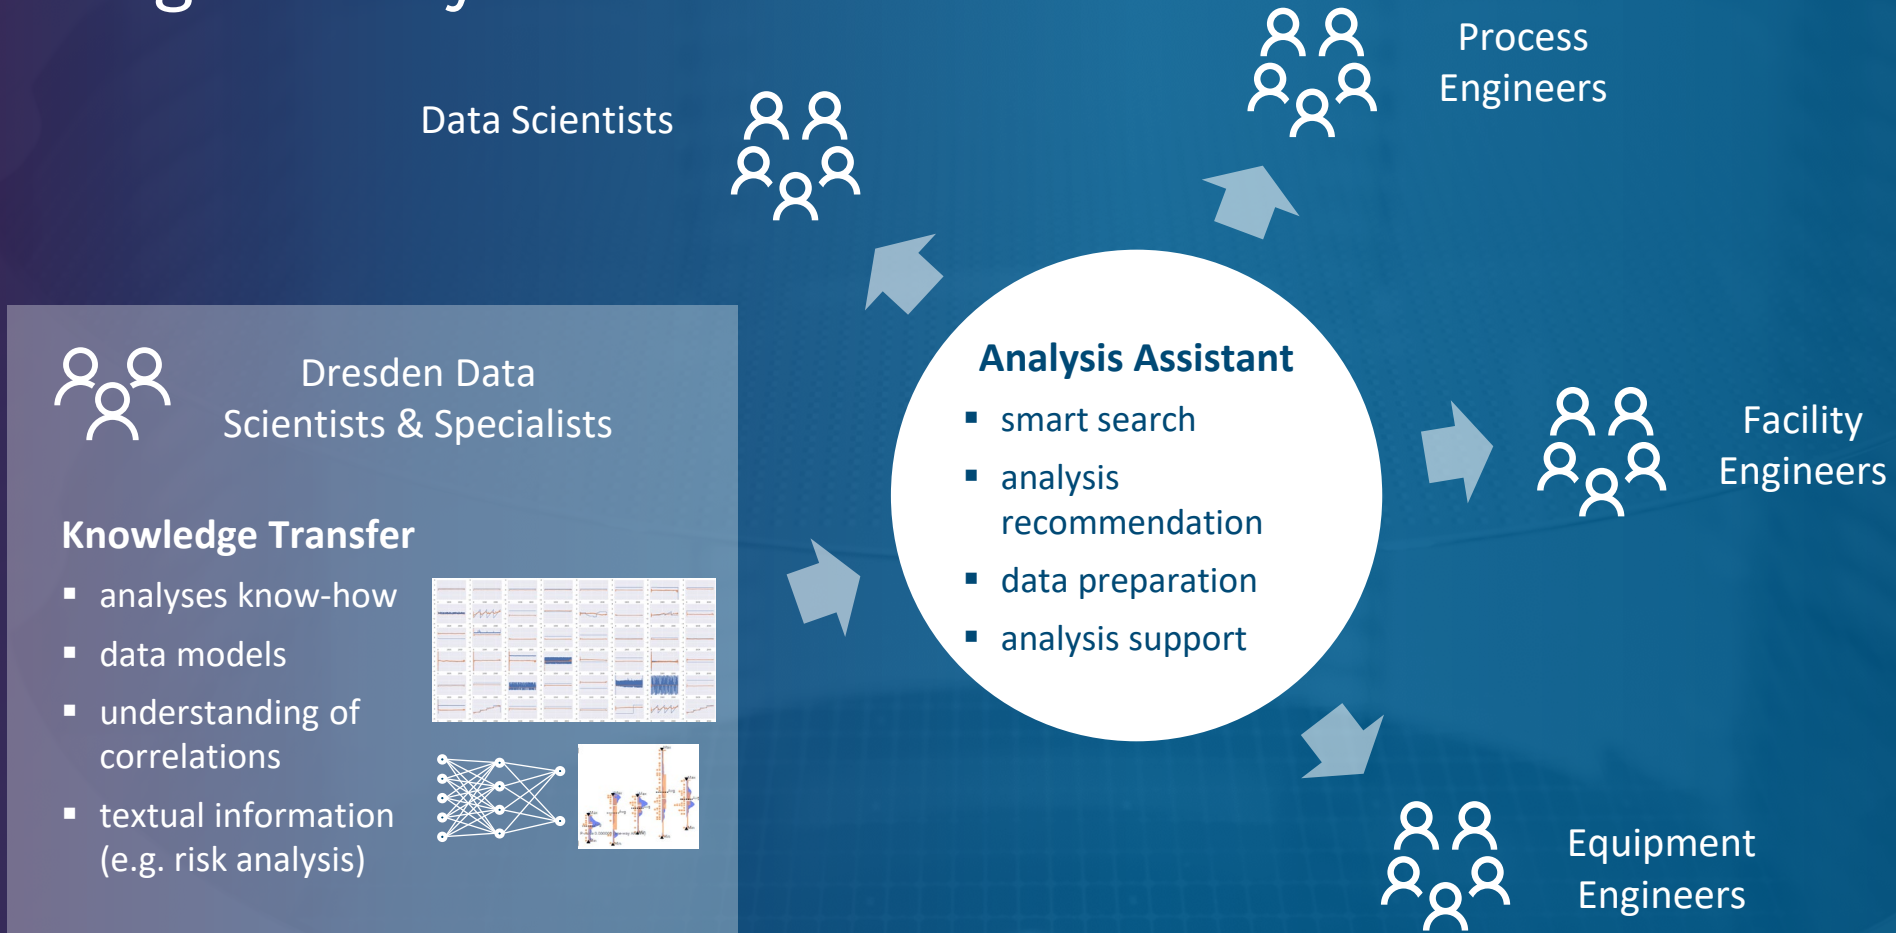 Data Scientists
Process
Engineers
Dresden Data
Scientists & Specialists
Knowledge Transfer
▪ analyses know-how
▪ data models
▪ understanding of
correlations
▪ textual information
(e.g. risk analysis)
Analysis Assistant
▪ smart search
▪ analysis
recommendation
▪ data preparation
▪ analysis support
Facility
Engineers
Equipment
Engineers